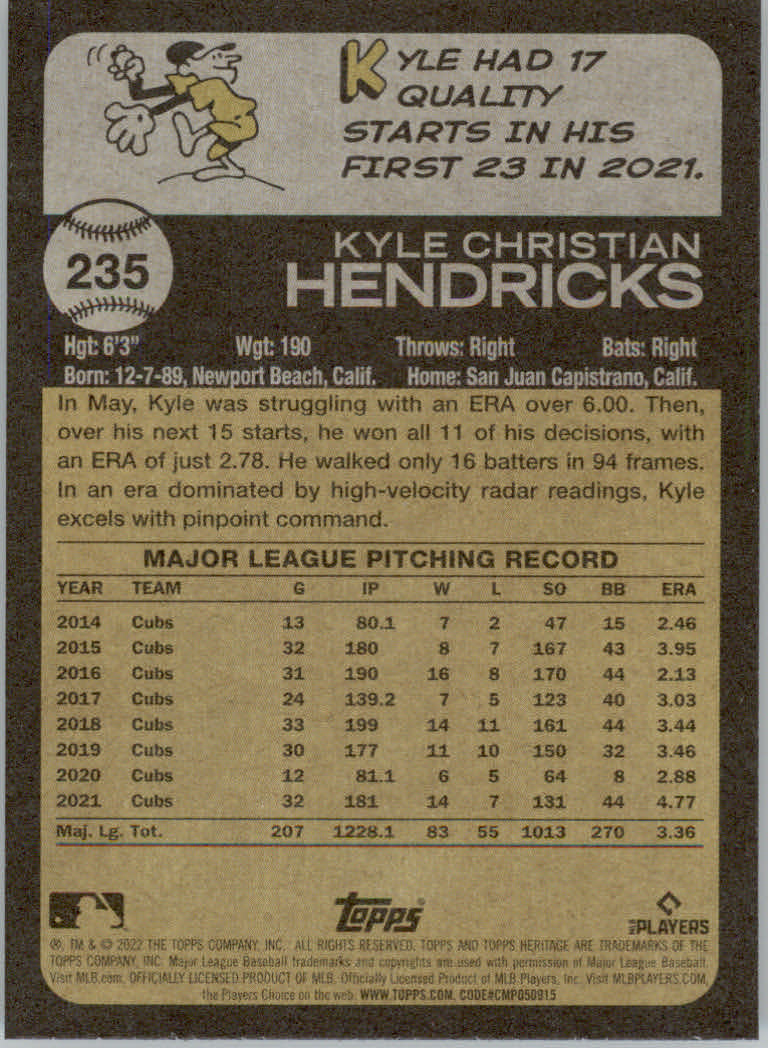 KYLE HAD 17
QUALITY
STARTS IN HIS
FIRST 23 IN 2021.
235
KYLE CHRISTIAN
HENDRICKS
Hgt: 6'3" Wgt: 190 Throws: Right Bats: Right
Born: 12-7-89, Newport Beach, Calif. Home: San Juan Capistrano, Calif.
In May, Kyle was struggling with an ERA over 6.00. Then,
over his next 15 starts, he won all 11 of his decisions, with
an ERA of just 2.78. He walked only 16 batters in 94 frames.
In an era dominated by high-velocity radar readings, Kyle
excels with pinpoint command.
MAJOR LEAGUE PITCHING RECORD
YEAR TEAM G IP W L SO BB ERA
2014 Cubs 13 80.1 7 2 47 15 2.46
2015 Cubs 32 180 8 7 167 43 3.95
2016 Cubs 31 190 16 8 170 44 2.13
2017 Cubs 24 139.2 7 5 123 40 3.03
2018 Cubs 33 199 14 11 161 44 3.44
2019 Cubs 30 177 11 10 150 32 3.46
2020 Cubs 12 81.1 6 5 64 8 2.88
2021 Cubs 32 181 14 7 131 44 4.77
Maj. Lg. Tot. 207 1228.1 83 55 1013 270 3.36
topps
MLB PLAYERS
®, TM & © 2022 THE TOPPS COMPANY, INC. ALL RIGHTS RESERVED. TOPPS AND TOPPS HERITAGE ARE TRADEMARKS OF THE
TOPPS COMPANY, INC. Major League Baseball trademarks and copyrights are used with permission of Major League Baseball.
Visit MLB.com. OFFICIALLY LICENSED PRODUCT OF MLB. Officially Licensed Product of MLB Players, Inc. Visit MLBPLAYERS.COM,
the Players Choice on the web. WWW.TOPPS.COM. CODE#CMP050915